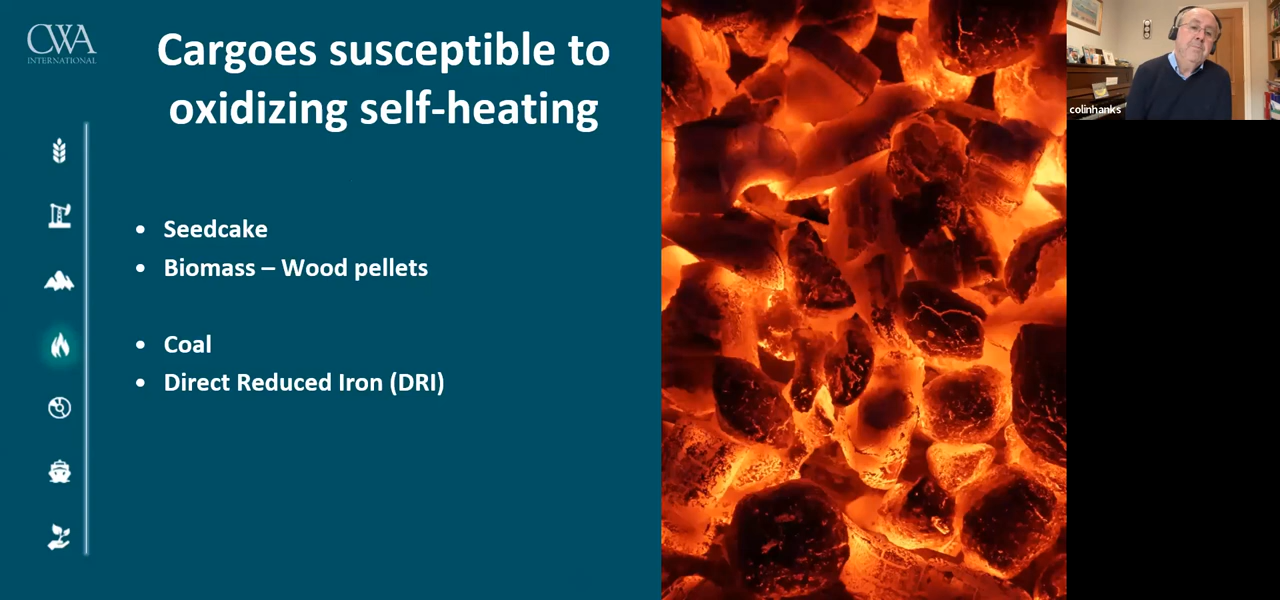 CWA
INTERNATIONAL
Cargoes susceptible to
oxidizing self-heating
• Seedcake
• Biomass – Wood pellets
• Coal
• Direct Reduced Iron (DRI)
colinhanks